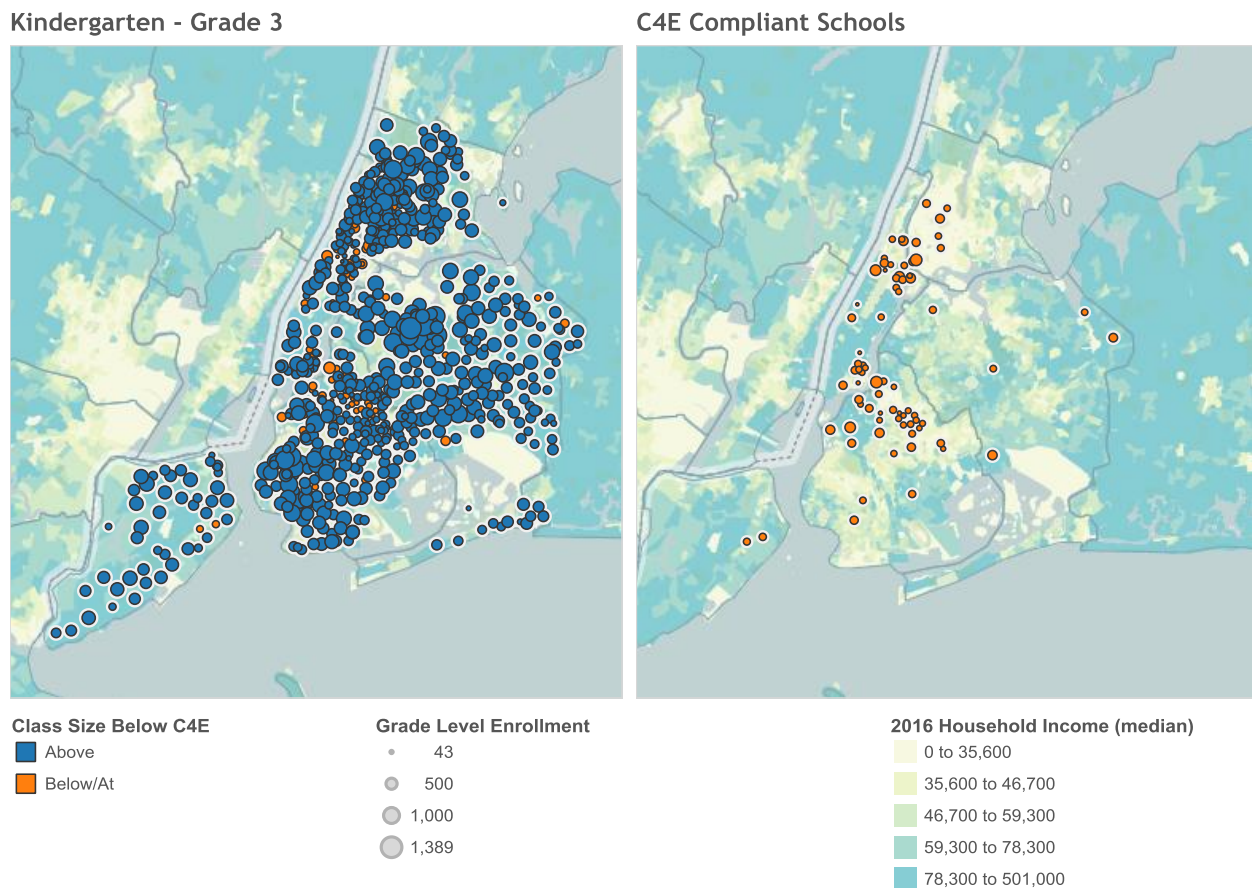 Kindergarten - Grade 3
C4E Compliant Schools
Class Size Below C4E
Above
Below/At
Grade Level Enrollment
43
500
1,000
1,389
2016 Household Income (median)
0 to 35,600
35,600 to 46,700
46,700 to 59,300
59,300 to 78,300
78,300 to 501,000